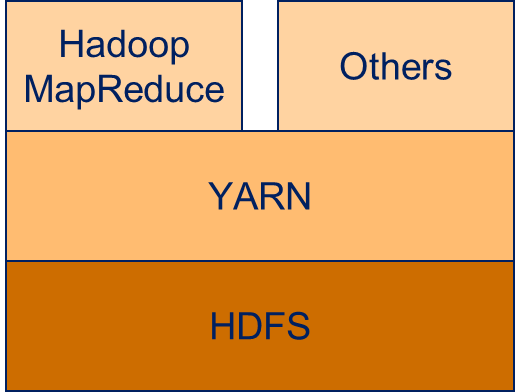 Hadoop
MapReduce
Others
YARN
HDFS